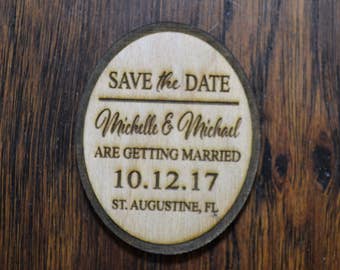 SAVE the DATE
Michelle & Michael
ARE GETTING MARRIED
10.12.17
ST. AUGUSTINE, FL